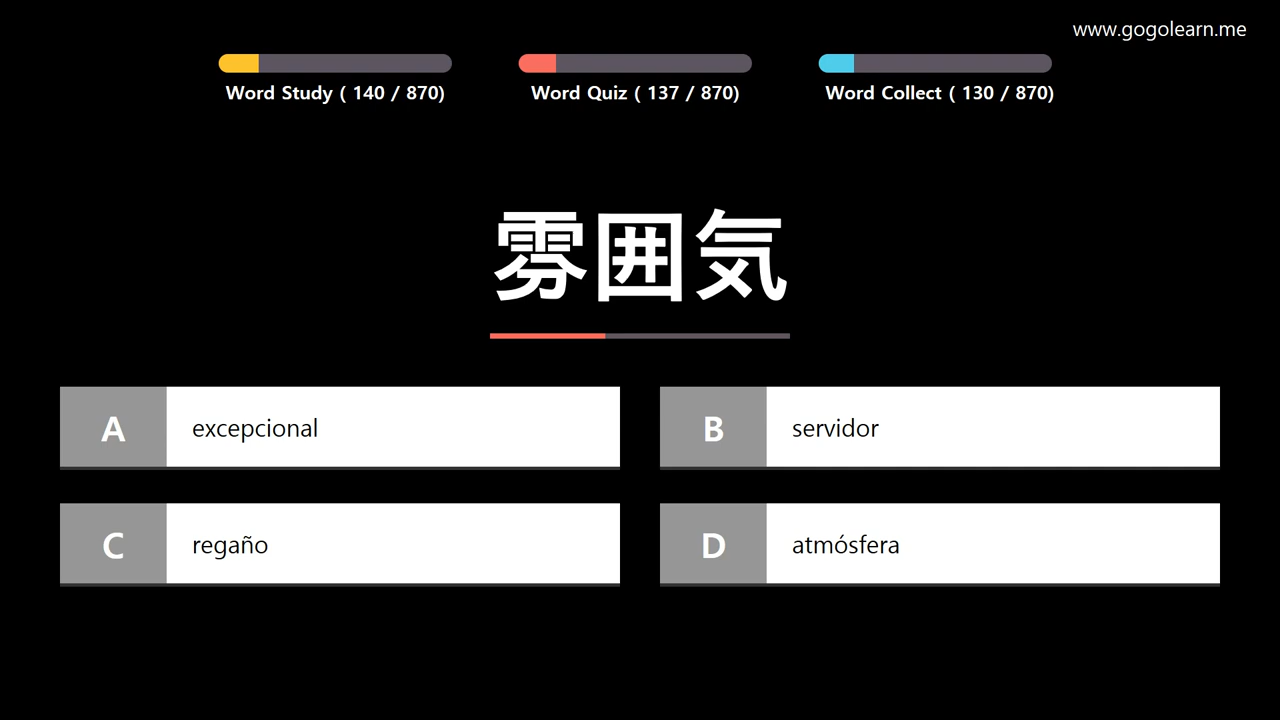 www.gogolearn.me
Word Study ( 140 / 870)
Word Quiz ( 137 / 870)
Word Collect ( 130 / 870)
雰囲気
A excepcional
B servidor
C regaño
D atmósfera